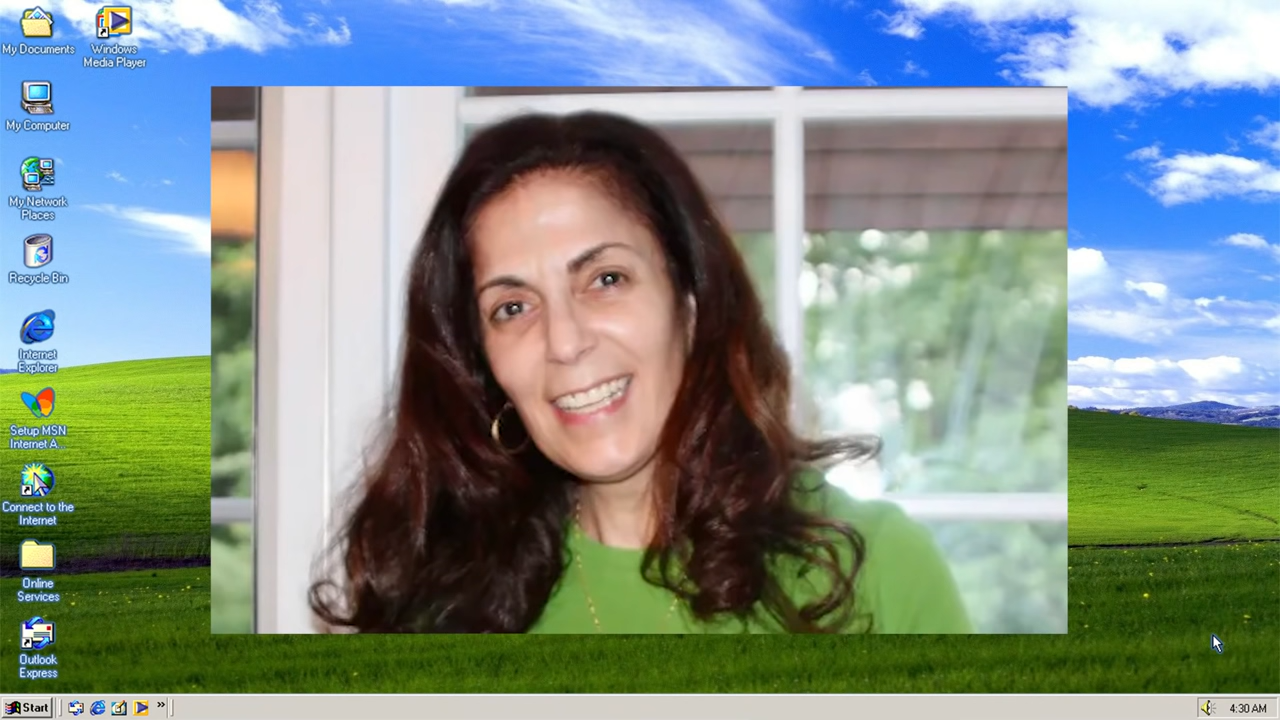 My Documents
Windows
Media Player
My Computer
My Network
Places
Recycle Bin
Internet
Explorer
Setup MSN
Internet A...
Connect to the
Internet
Online
Services
Outlook
Express
Start
»
4:30 AM